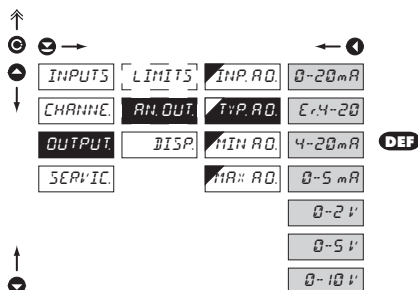 INPUTS LIMITS INP. A.O. 0-20mA
CHANNE. AN. OUT. TYP. A.O. Er.4-20
OUTPUT. DISP. MIN A.O. 4-20mA DEF
SERVIC. MAX A.O. 0-5 mA
0-2 V
0-5 V
0-10 V